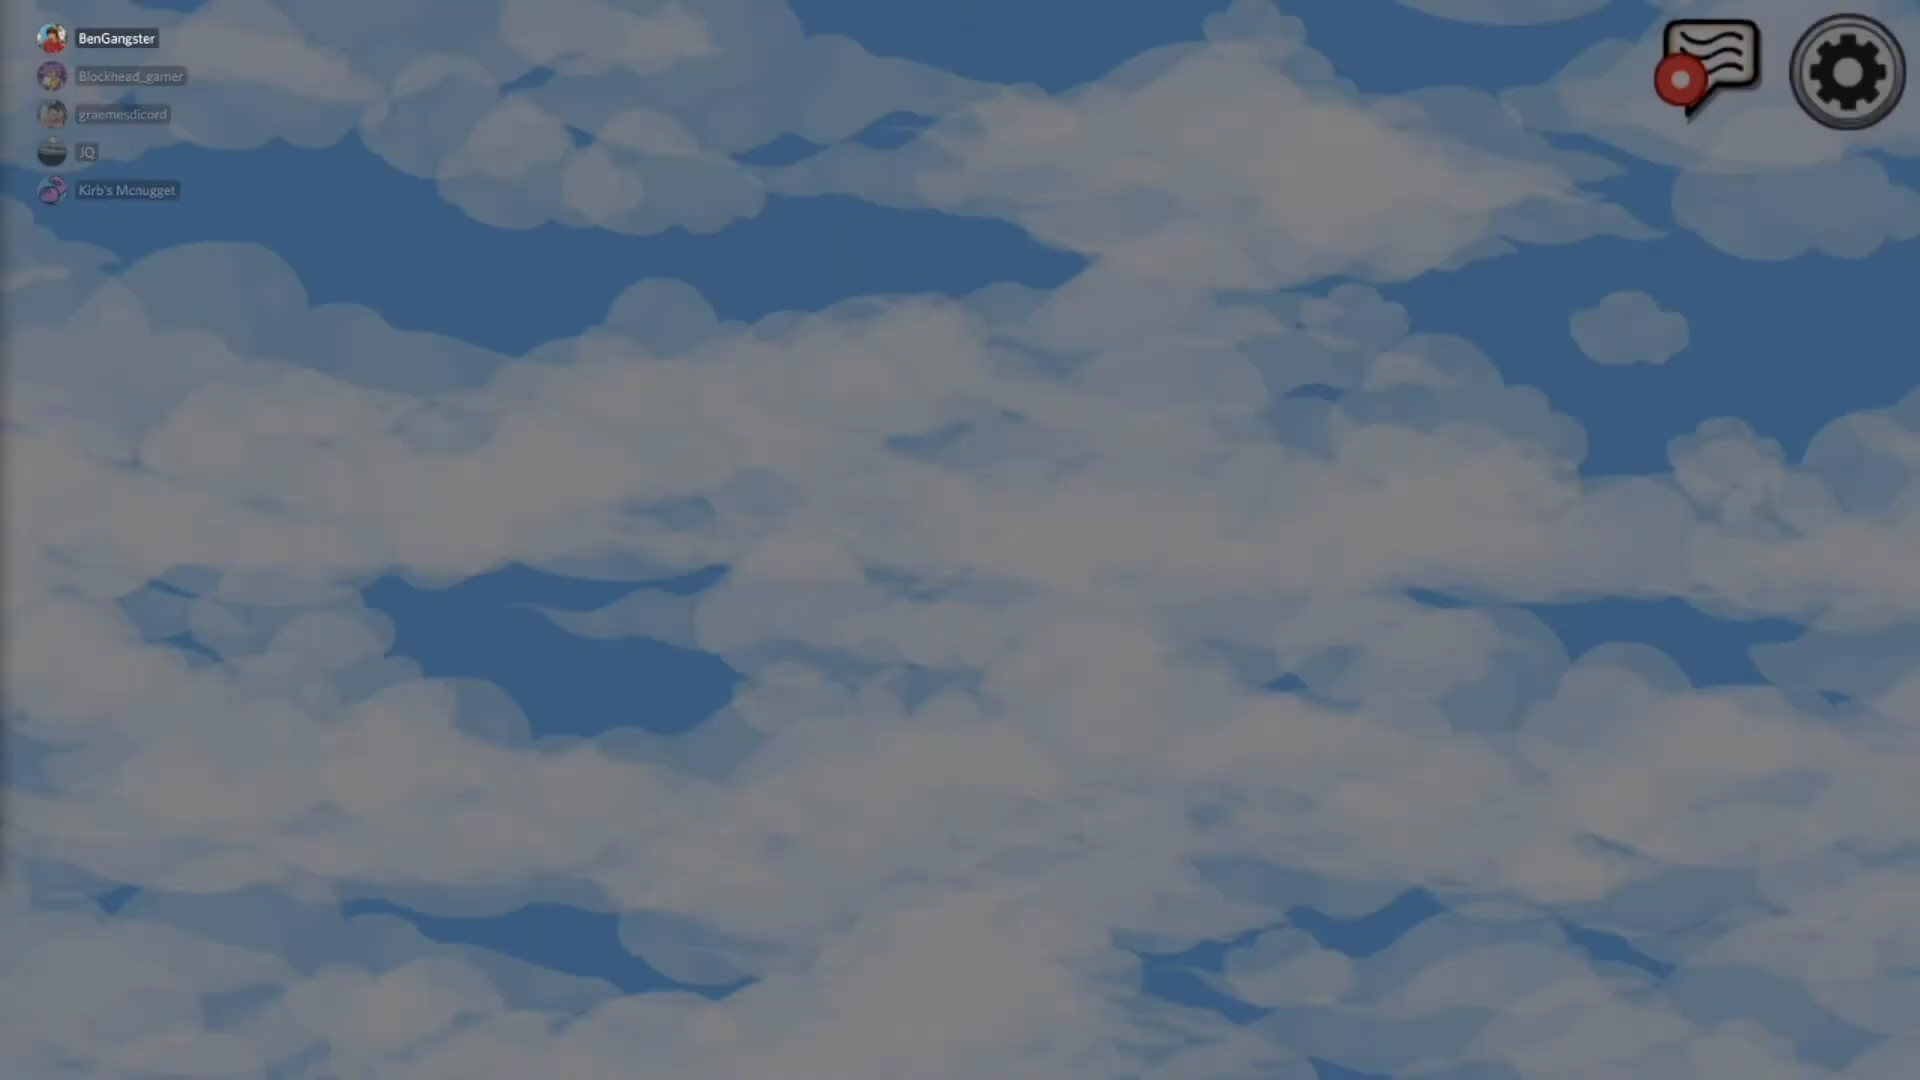 BenGangster
Blockhead_gamer
graemesdicord
JQ
Kirb's Mcnugget